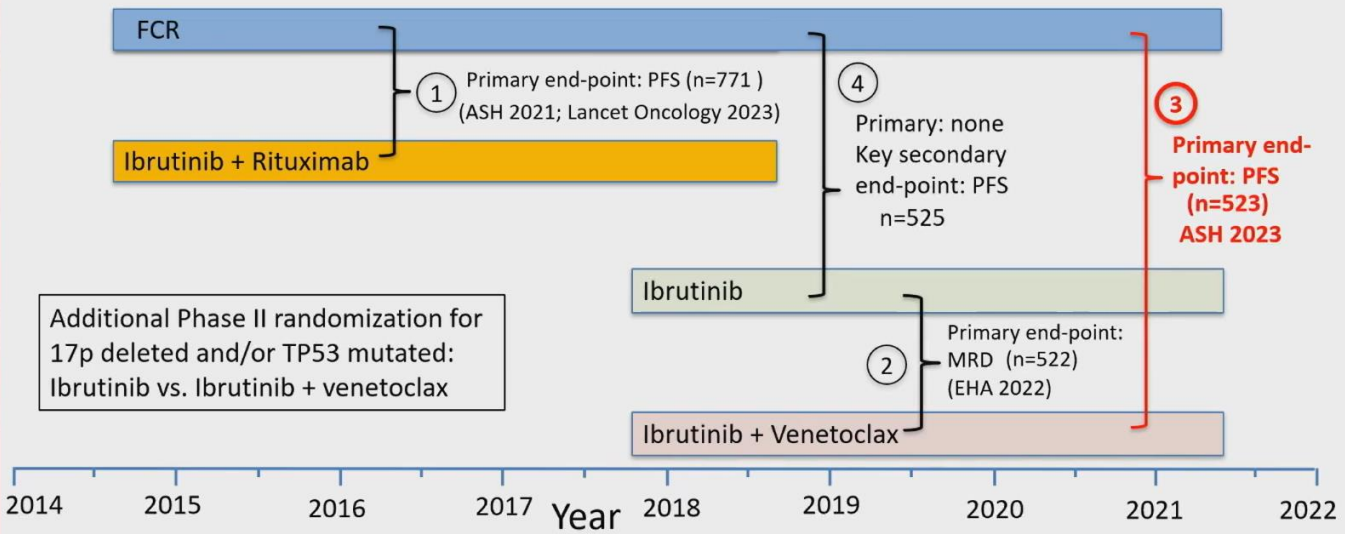 FCR
1
Primary end-point: PFS (n=771 )
(ASH 2021; Lancet Oncology 2023)
Ibrutinib + Rituximab
4
Primary: none
Key secondary
end-point: PFS
n=525
3
Primary end-
point: PFS
(n=523)
ASH 2023
Ibrutinib
Additional Phase II randomization for
17p deleted and/or TP53 mutated:
Ibrutinib vs. Ibrutinib + venetoclax
2
Primary end-point:
MRD (n=522)
(EHA 2022)
Ibrutinib + Venetoclax
2014 2015 2016 2017 2018 2019 2020 2021 2022
Year